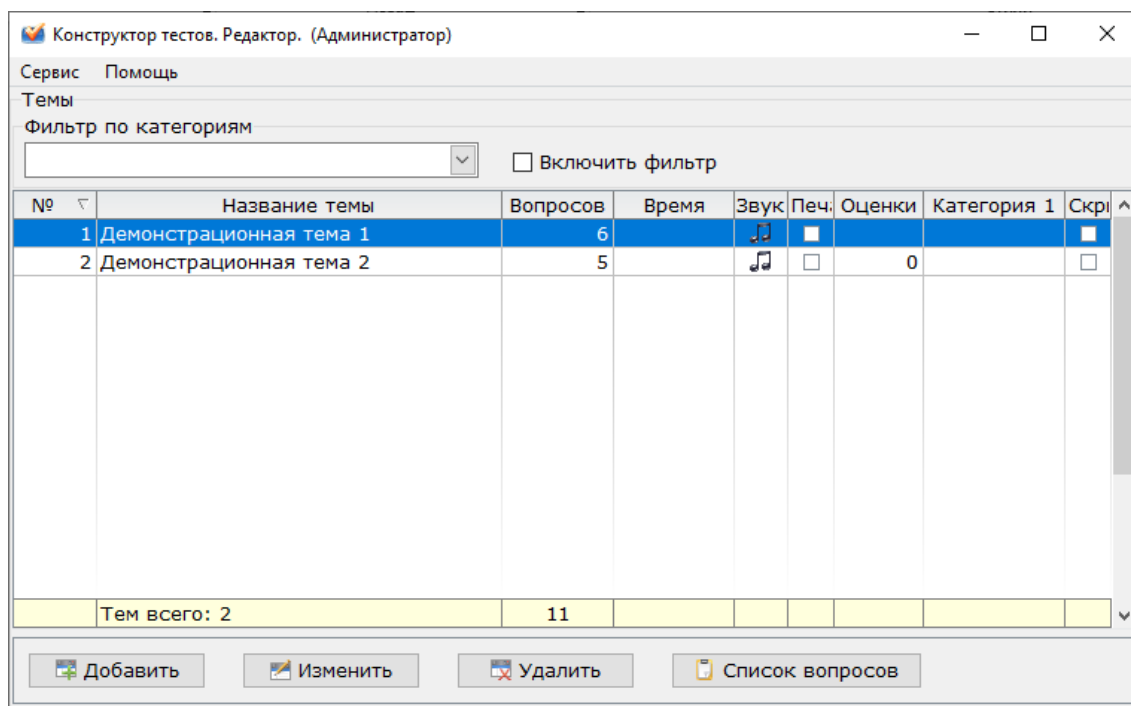 Конструктор тестов. Редактор. (Администратор)
Сервис Помощь
Темы
Фильтр по категориям
Включить фильтр
№ Название темы Вопросов Время Звук Печа Оценки Категория 1 Скры
1 Демонстрационная тема 1 6
2 Демонстрационная тема 2 5 0
Тем всего: 2 11
Добавить Изменить Удалить Список вопросов